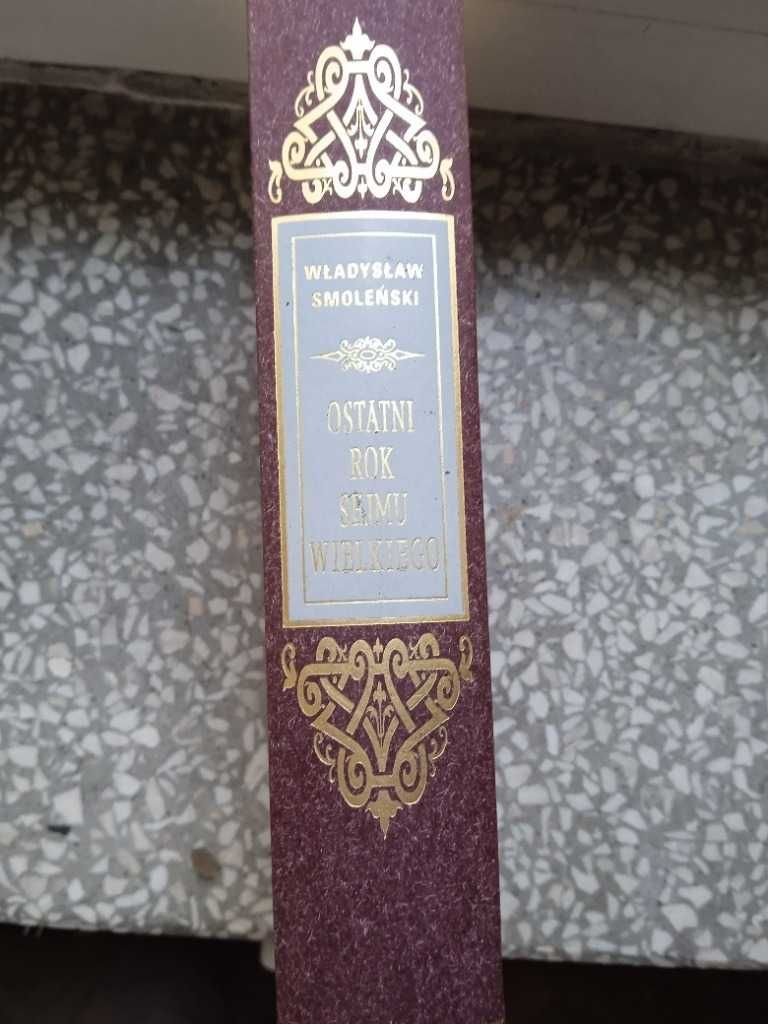 WŁADYSŁAW
SMOLEŃSKI
OSTATNI
ROK
SEJMU
WIELKIEGO